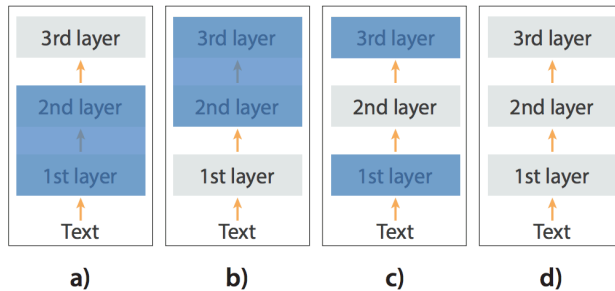 3rd layer
2nd layer
1st layer
Text
a)
3rd layer
2nd layer
1st layer
Text
b)
3rd layer
2nd layer
1st layer
Text
c)
3rd layer
2nd layer
1st layer
Text
d)